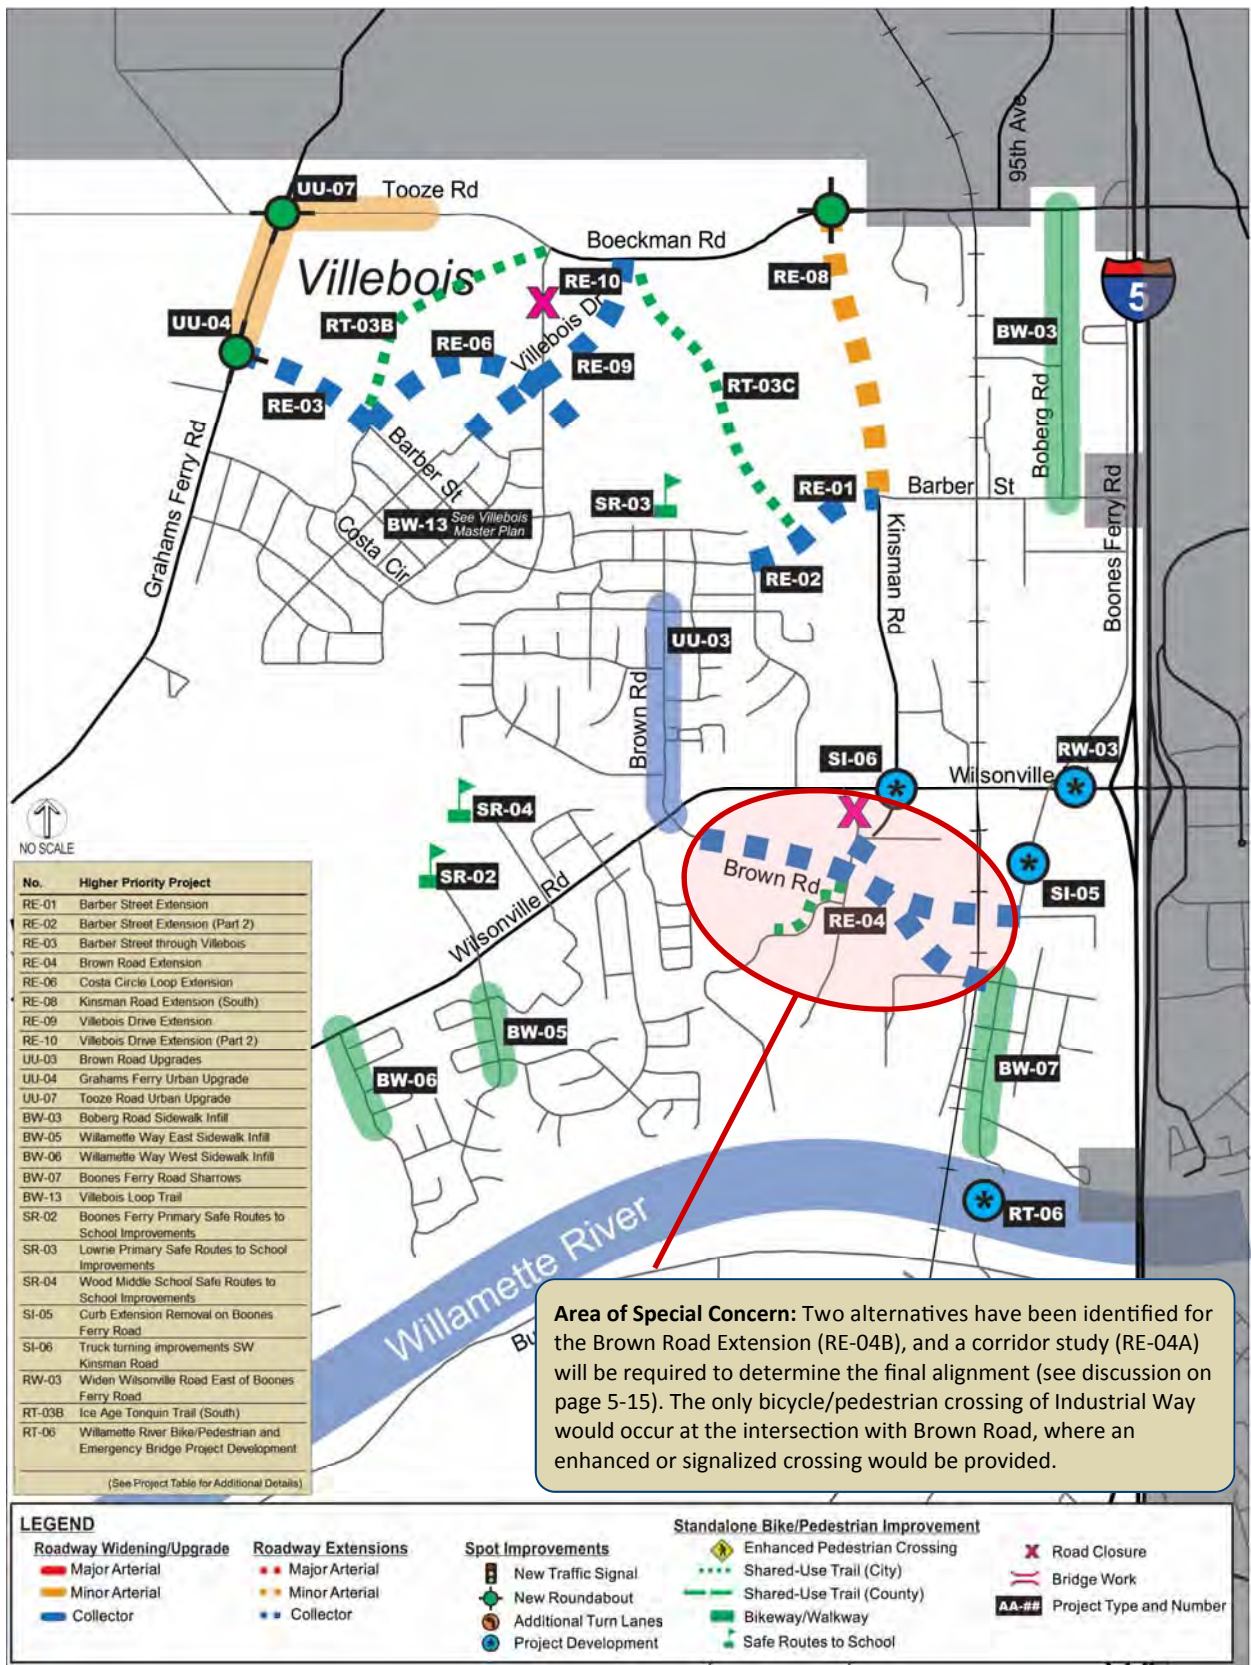 95th Ave
UU-07
Tooze Rd
Boeckman Rd
Villebois
RE-10
RE-08
5
UU-04
RT-03B
RE-06
Villebois Dr
RE-09
BW-03
RE-03
RT-03C
Boberg Rd
Grahams Ferry Rd
Barber St
SR-03
RE-01
Barber St
BW-13 See Villebois
Master Plan
Costa Cir
RE-02
Kinsman Rd
Boones Ferry Rd
UU-03
Brown Rd
SI-06
Wilsonville
RW-03
SR-04
NO SCALE
SR-02
Brown Rd
SI-05
RE-04
Wilsonville Rd
BW-05
BW-06
BW-07
RT-06
Willamette River
Bu
No. Higher Priority Project
RE-01 Barber Street Extension
RE-02 Barber Street Extension (Part 2)
RE-03 Barber Street through Villebois
RE-04 Brown Road Extension
RE-06 Costa Circle Loop Extension
RE-08 Kinsman Road Extension (South)
RE-09 Villebois Drive Extension
RE-10 Villebois Drive Extension (Part 2)
UU-03 Brown Road Upgrades
UU-04 Grahams Ferry Urban Upgrade
UU-07 Tooze Road Urban Upgrade
BW-03 Boberg Road Sidewalk Infill
BW-05 Willamette Way East Sidewalk Infill
BW-06 Willamette Way West Sidewalk Infill
BW-07 Boones Ferry Road Sharrows
BW-13 Villebois Loop Trail
SR-02 Boones Ferry Primary Safe Routes to
School Improvements
SR-03 Lowrie Primary Safe Routes to School
Improvements
SR-04 Wood Middle School Safe Routes to
School Improvements
SI-05 Curb Extension Removal on Boones
Ferry Road
SI-06 Truck turning improvements SW
Kinsman Road
RW-03 Widen Wilsonville Road East of Boones
Ferry Road
RT-03B Ice Age Tonquin Trail (South)
RT-06 Willamette River Bike/Pedestrian and
Emergency Bridge Project Development
(See Project Table for Additional Details)
Area of Special Concern: Two alternatives have been identified for
the Brown Road Extension (RE-04B), and a corridor study (RE-04A)
will be required to determine the final alignment (see discussion on
page 5-15). The only bicycle/pedestrian crossing of Industrial Way
would occur at the intersection with Brown Road, where an
enhanced or signalized crossing would be provided.
LEGEND
Roadway Widening/Upgrade
Major Arterial
Minor Arterial
Collector
Roadway Extensions
Major Arterial
Minor Arterial
Collector
Spot Improvements
New Traffic Signal
New Roundabout
Additional Turn Lanes
Project Development
Standalone Bike/Pedestrian Improvement
Enhanced Pedestrian Crossing
Shared-Use Trail (City)
Shared-Use Trail (County)
Bikeway/Walkway
Safe Routes to School
X Road Closure
Bridge Work
AA-## Project Type and Number